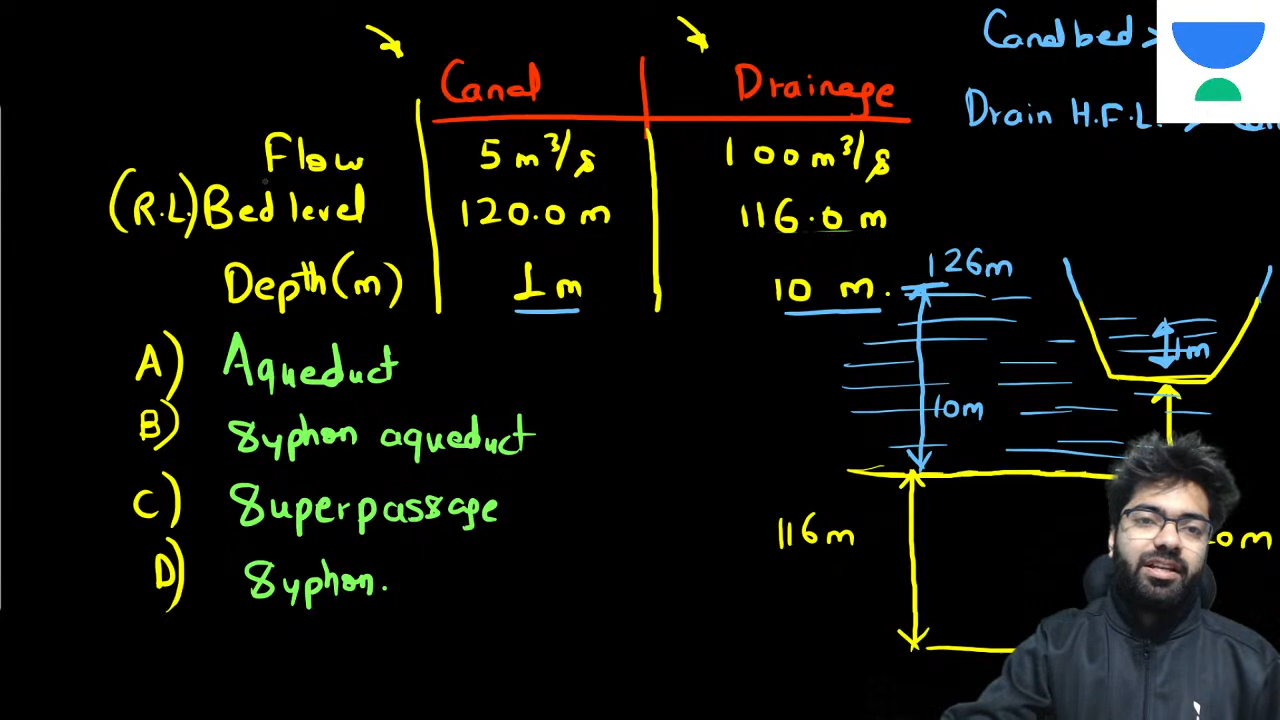 Canal bed >
Canal Drainage
Drain H.F.L. >
Flow 5 m³/s 100 m³/s
(R.L.) Bed level 120.0 m 116.0 m
Depth (m) 1 m 10 m.
126m
1m
A) Aqueduct
10m
B) Syphon aqueduct
C) Superpassage
116m
D) Syphon.